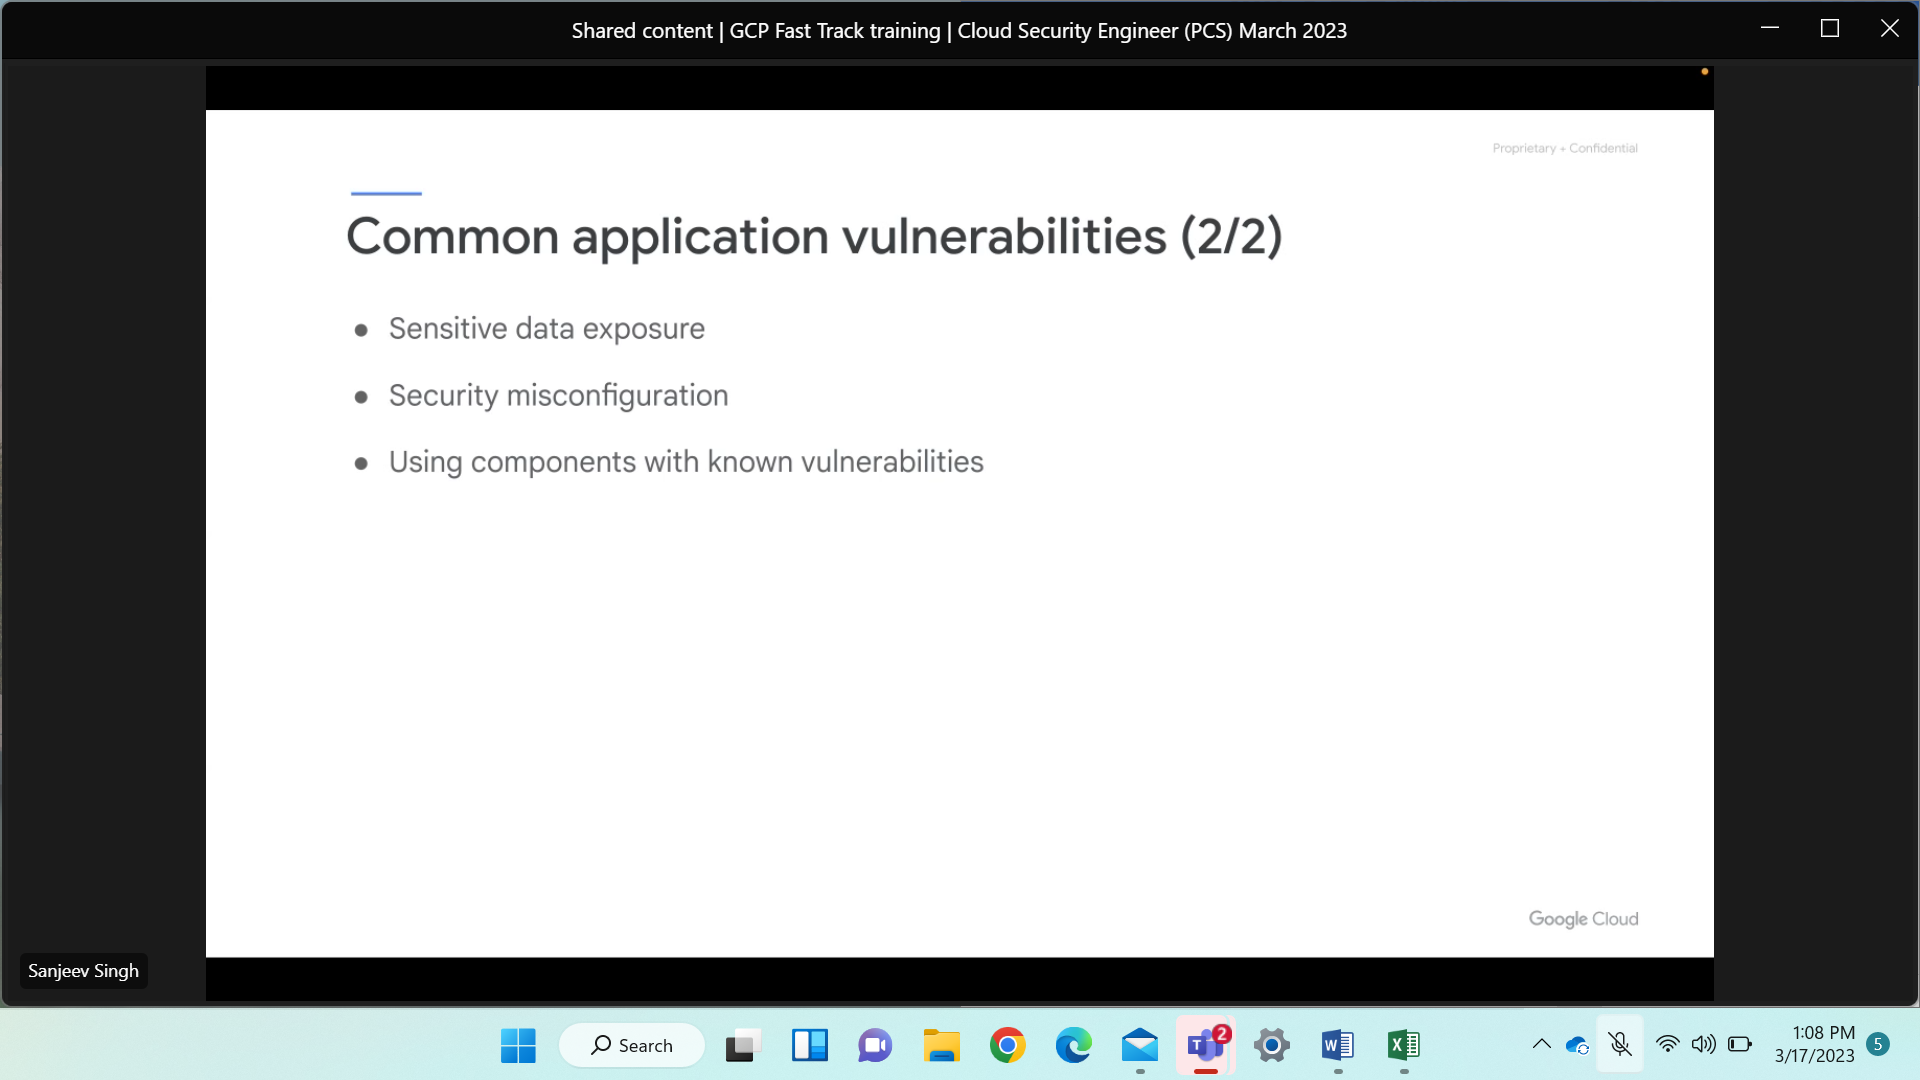 Shared content | GCP Fast Track training | Cloud Security Engineer (PCS) March 2023
Proprietary + Confidential
Common application vulnerabilities (2/2)
● Sensitive data exposure
● Security misconfiguration
● Using components with known vulnerabilities
Google Cloud
Sanjeev Singh
Search
T
2
W
X
1:08 PM
3/17/2023
5